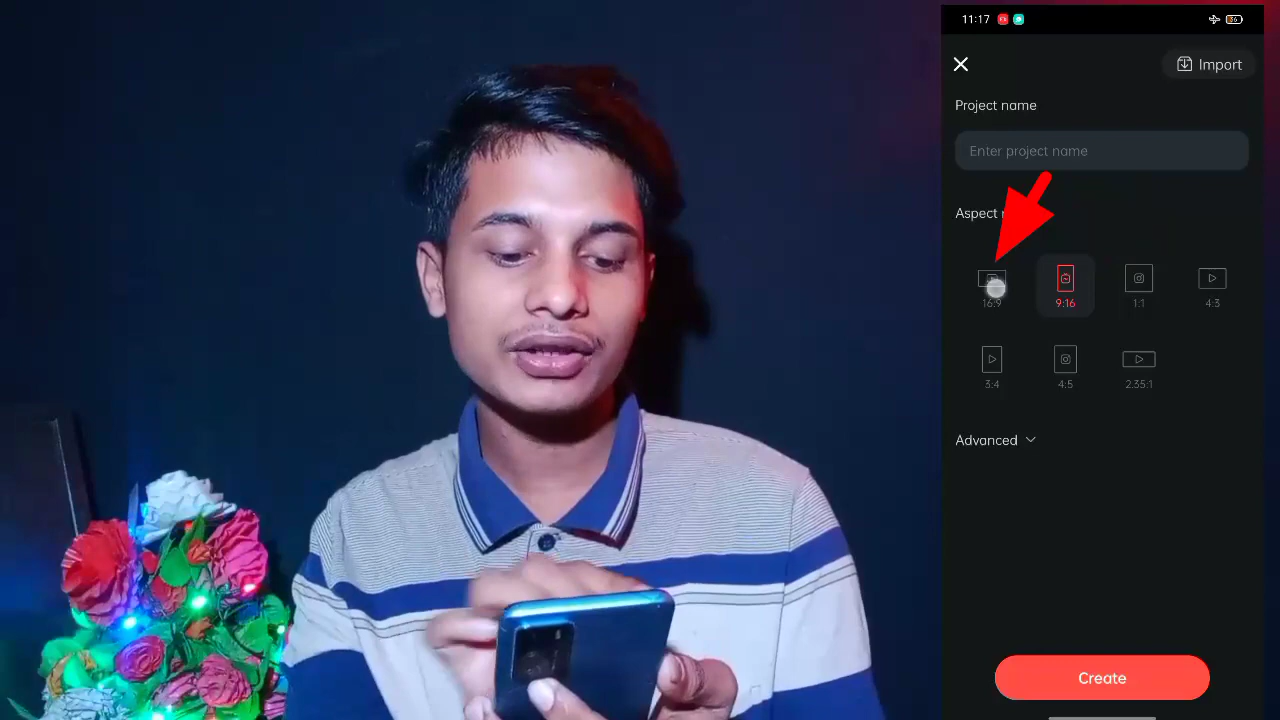 11:17
Import
Project name
Enter project name
Aspect
16:9
9:16
1:1
4:3
3:4
4:5
2.35:1
Advanced
Create